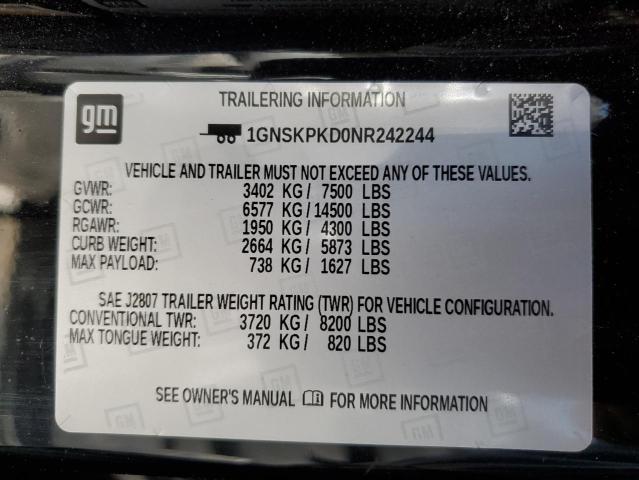 gm
TRAILERING INFORMATION
1GNSKPKD0NR242244
VEHICLE AND TRAILER MUST NOT EXCEED ANY OF THESE VALUES.
GVWR: 3402 KG / 7500 LBS
GCWR: 6577 KG / 14500 LBS
RGAWR: 1950 KG / 4300 LBS
CURB WEIGHT: 2664 KG / 5873 LBS
MAX PAYLOAD: 738 KG / 1627 LBS
SAE J2807 TRAILER WEIGHT RATING (TWR) FOR VEHICLE CONFIGURATION.
CONVENTIONAL TWR: 3720 KG / 8200 LBS
MAX TONGUE WEIGHT: 372 KG / 820 LBS
SEE OWNER'S MANUAL FOR MORE INFORMATION